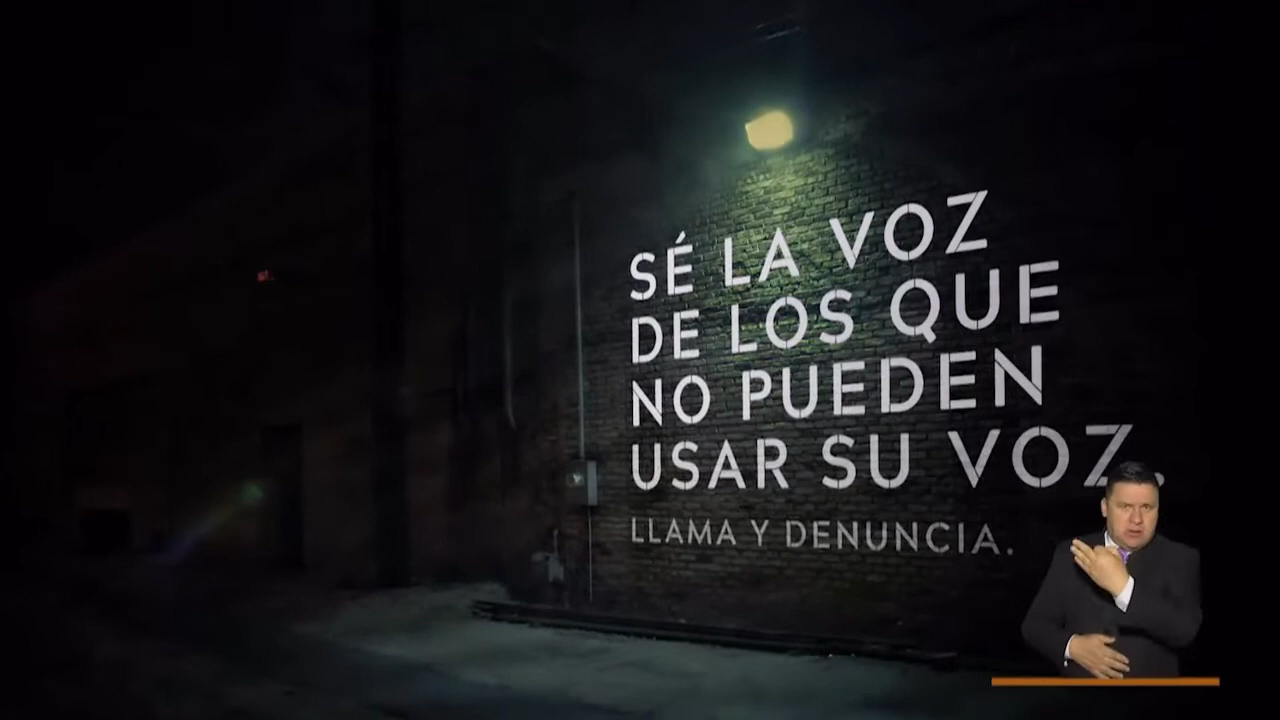 SÉ LA VOZ
DE LOS QUE
NO PUEDEN
USAR SU VOZ.
LLAMA Y DENUNCIA.